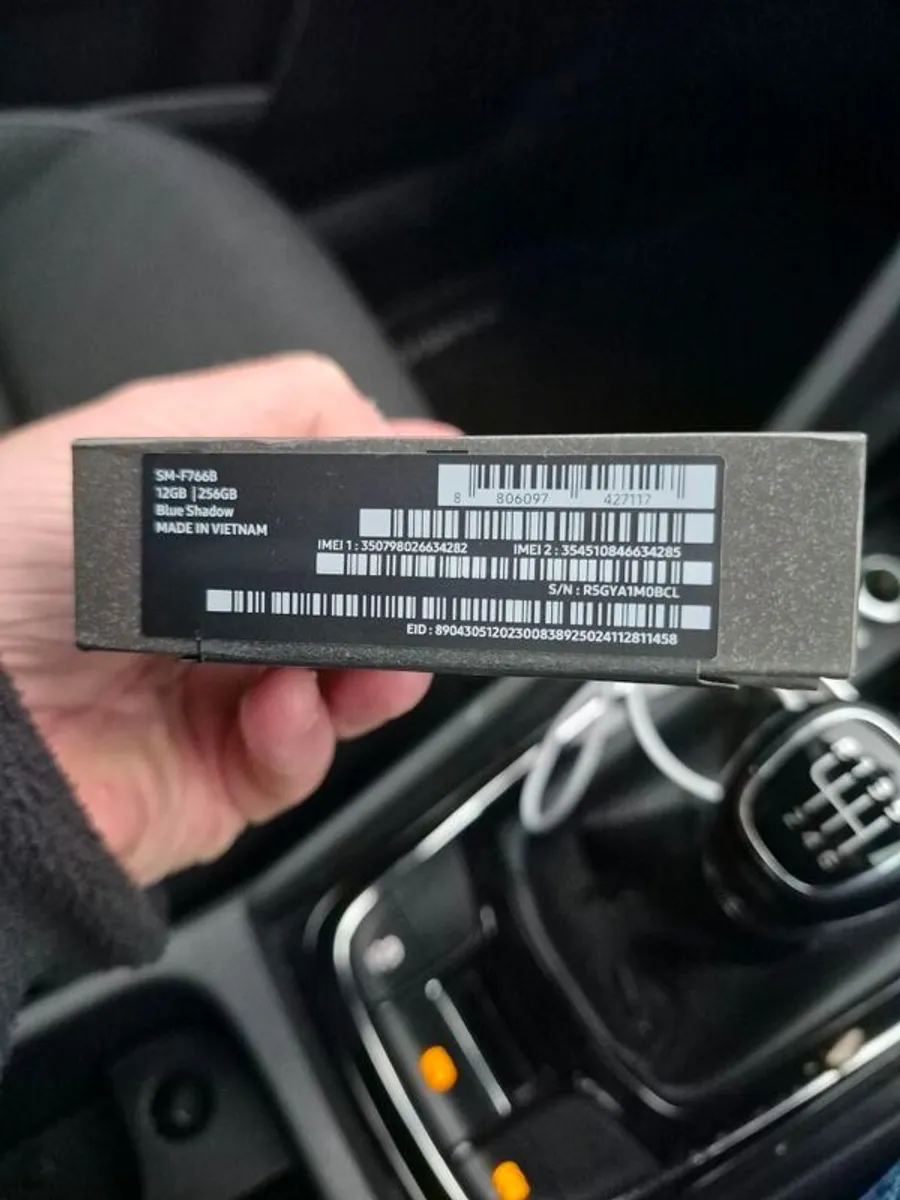 SM-F766B
12GB | 256GB
Blue Shadow
MADE IN VIETNAM
8 806097 427117
IMEI 1 : 350798026634282 IMEI 2 : 354510846634285
S/N : R5GYA1M0BCL
EID : 89043051202300838925024112811458